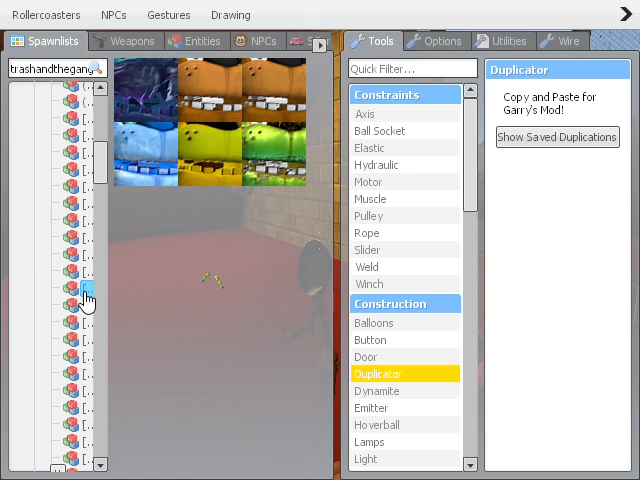 Rollercoasters NPCs Gestures Drawing
Spawnlists Weapons Entities NPCs
Tools Options Utilities Wire
trashandthegang
Quick Filter...
Constraints
Axis
Ball Socket
Elastic
Hydraulic
Motor
Muscle
Pulley
Rope
Slider
Weld
Winch
Construction
Balloons
Button
Door
Duplicator
Dynamite
Emitter
Hoverball
Lamps
Light
Duplicator
Copy and Paste for
Garry's Mod!
Show Saved Duplications